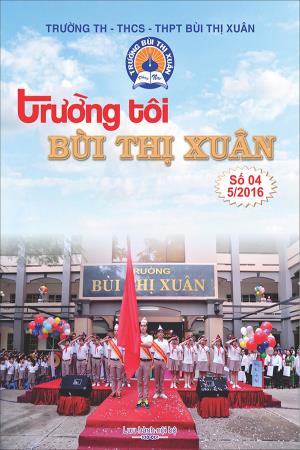 TRƯỜNG TH - THCS - THPT BÙI THỊ XUÂN
TRƯỜNG BÙI THỊ XUÂN
trường tôi
BÙI THỊ XUÂN
Số 04
5/2016
TRƯỜNG
BÙI THỊ XUÂN
Lưu hành nội bộ